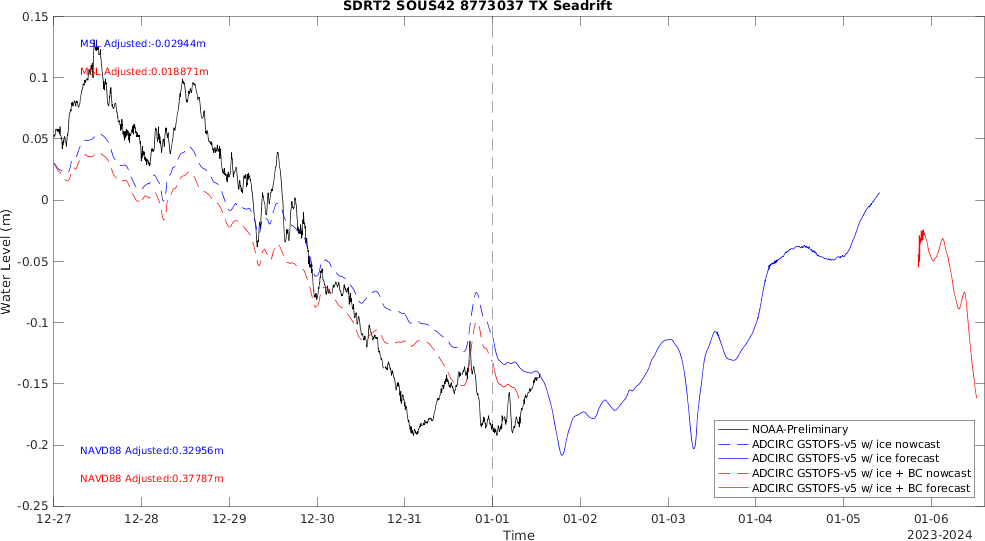 SDRT2 SOUS42 8773037 TX Seadrift
0.15
MSL Adjusted:-0.02944m
MSL Adjusted:0.018871m
0.1
0.05
0
-0.05
-0.1
-0.15
-0.2
-0.25
Water Level (m)
NAVD88 Adjusted:0.32956m
NAVD88 Adjusted:0.37787m
NOAA-Preliminary
ADCIRC GSTOFS-v5 w/ ice nowcast
ADCIRC GSTOFS-v5 w/ ice forecast
ADCIRC GSTOFS-v5 w/ ice + BC nowcast
ADCIRC GSTOFS-v5 w/ ice + BC forecast
12-27 12-28 12-29 12-30 12-31 01-01 01-02 01-03 01-04 01-05 01-06
Time
2023-2024